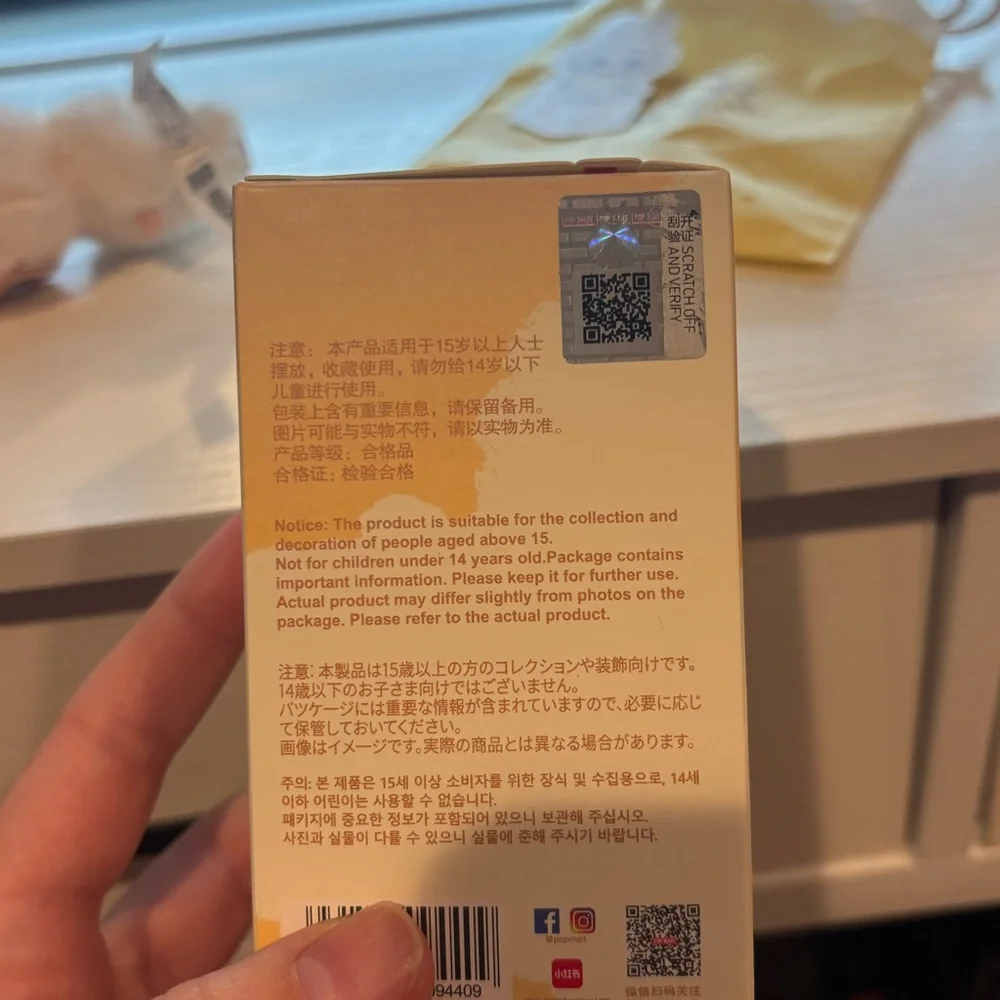 POP MART POP MART
刮开
验证
SCRATCH OFF
AND VERIFY
注意：本产品适用于15岁以上人士
摆放，收藏使用，请勿给14岁以下
儿童进行使用。
包装上含有重要信息，请保留备用。
图片可能与实物不符，请以实物为准。
产品等级：合格品
合格证：检验合格
Notice: The product is suitable for the collection and
decoration of people aged above 15.
Not for children under 14 years old.Package contains
important information. Please keep it for further use.
Actual product may differ slightly from photos on the
package. Please refer to the actual product.
注意: 本製品は15歳以上の方のコレクションや装飾向けです。
14歳以下のお子さま向けではございません。
パツケージには重要な情報が含まれていますので、必要に応じ
て保管しておいてください。
画像はイメージです。実際の商品とは異なる場合があります。
주의: 본 제품은 15세 이상 소비자를 위한 장식 및 수집용으로, 14세
이하 어린이는 사용할 수 없습니다.
패키지에 중요한 정보가 포함되어 있으니 보관해 주십시오.
사진과 실물이 다를 수 있으니 실물에 준해 주시기 바랍니다.
@popmart
小红书
POP MART
094409
微信扫码关注